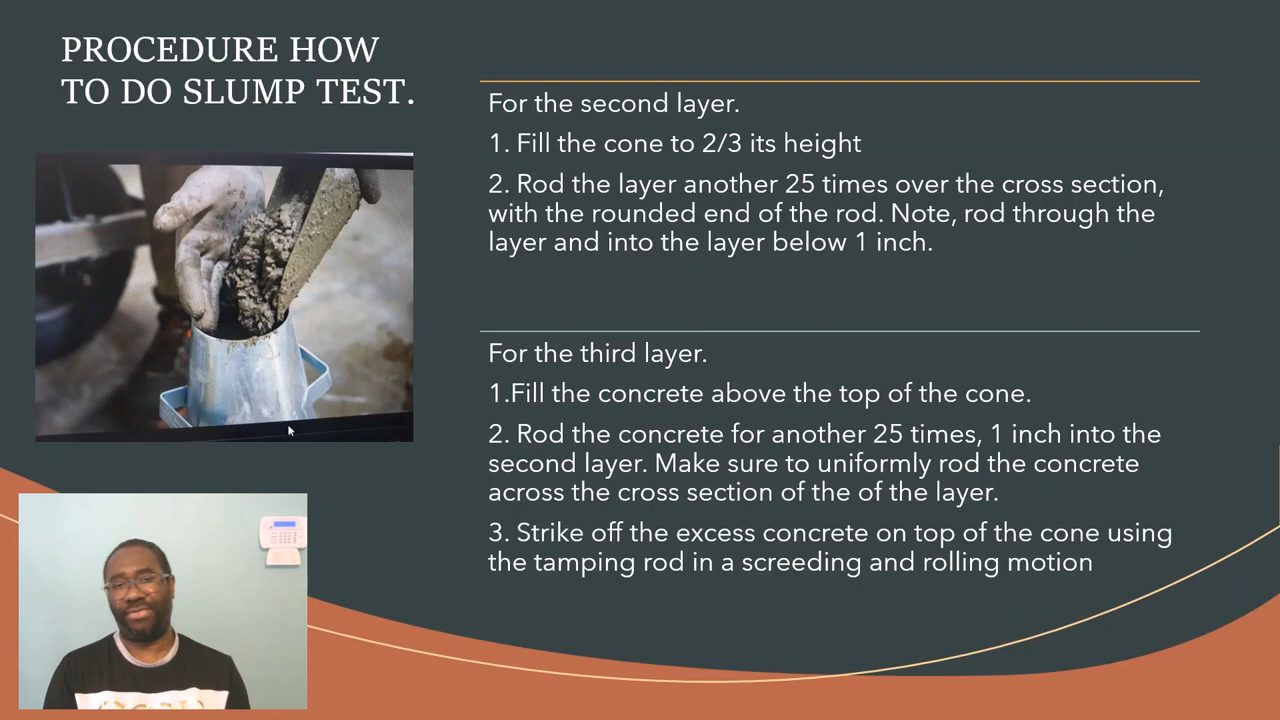 PROCEDURE HOW
TO DO SLUMP TEST.
For the second layer.
1. Fill the cone to 2/3 its height
2. Rod the layer another 25 times over the cross section,
with the rounded end of the rod. Note, rod through the
layer and into the layer below 1 inch.
For the third layer.
1.Fill the concrete above the top of the cone.
2. Rod the concrete for another 25 times, 1 inch into the
second layer. Make sure to uniformly rod the concrete
across the cross section of the of the layer.
3. Strike off the excess concrete on top of the cone using
the tamping rod in a screeding and rolling motion